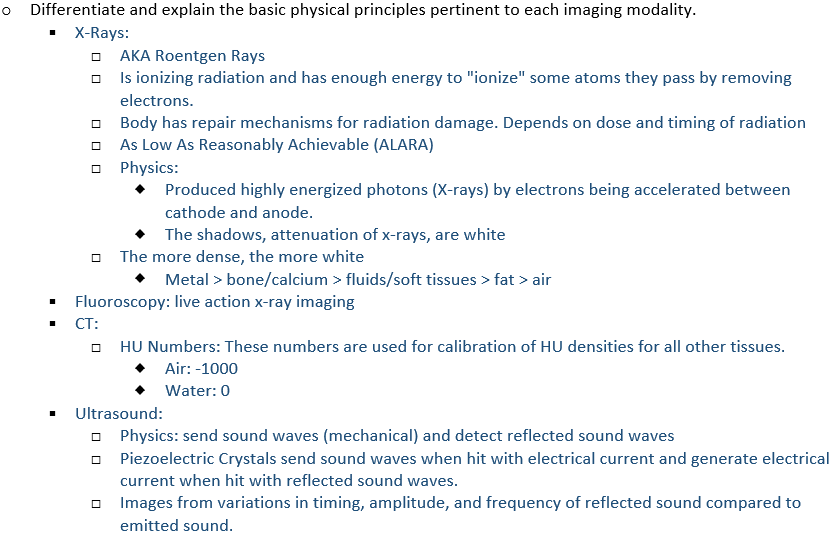 Differentiate and explain the basic physical principles pertinent to each imaging modality.
X-Rays:
AKA Roentgen Rays
Is ionizing radiation and has enough energy to "ionize" some atoms they pass by removing
electrons.
Body has repair mechanisms for radiation damage. Depends on dose and timing of radiation
As Low As Reasonably Achievable (ALARA)
Physics:
Produced highly energized photons (X-rays) by electrons being accelerated between
cathode and anode.
The shadows, attenuation of x-rays, are white
The more dense, the more white
Metal > bone/calcium > fluids/soft tissues > fat > air
Fluoroscopy: live action x-ray imaging
CT:
HU Numbers: These numbers are used for calibration of HU densities for all other tissues.
Air: -1000
Water: 0
Ultrasound:
Physics: send sound waves (mechanical) and detect reflected sound waves
Piezoelectric Crystals send sound waves when hit with electrical current and generate electrical
current when hit with reflected sound waves.
Images from variations in timing, amplitude, and frequency of reflected sound compared to
emitted sound.